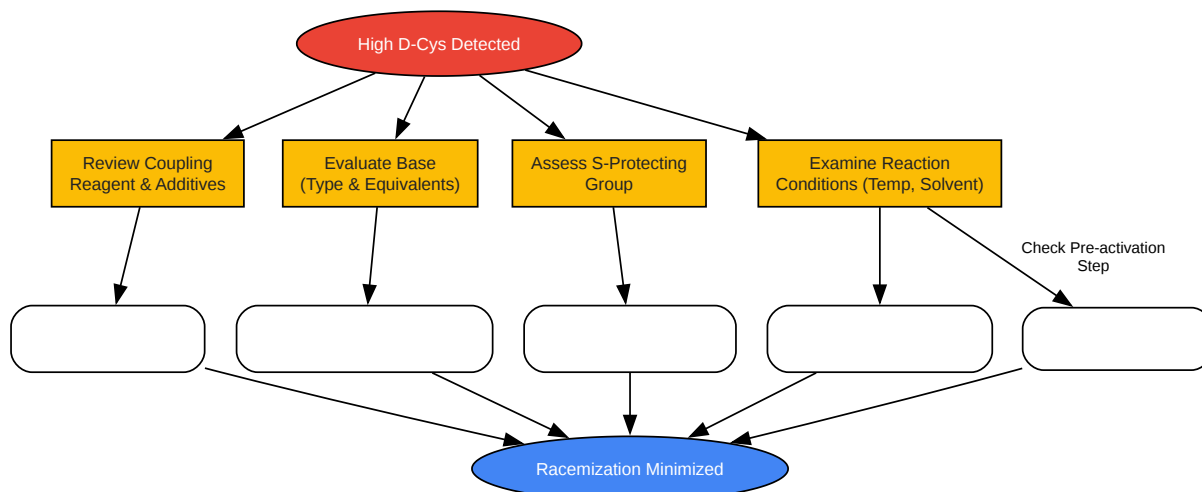 High D-Cys Detected
Review Coupling
Reagent & Additives
Evaluate Base
(Type & Equivalents)
Assess S-Protecting
Group
Examine Reaction
Conditions (Temp, Solvent)
Check Pre-activation
Step
Racemization Minimized